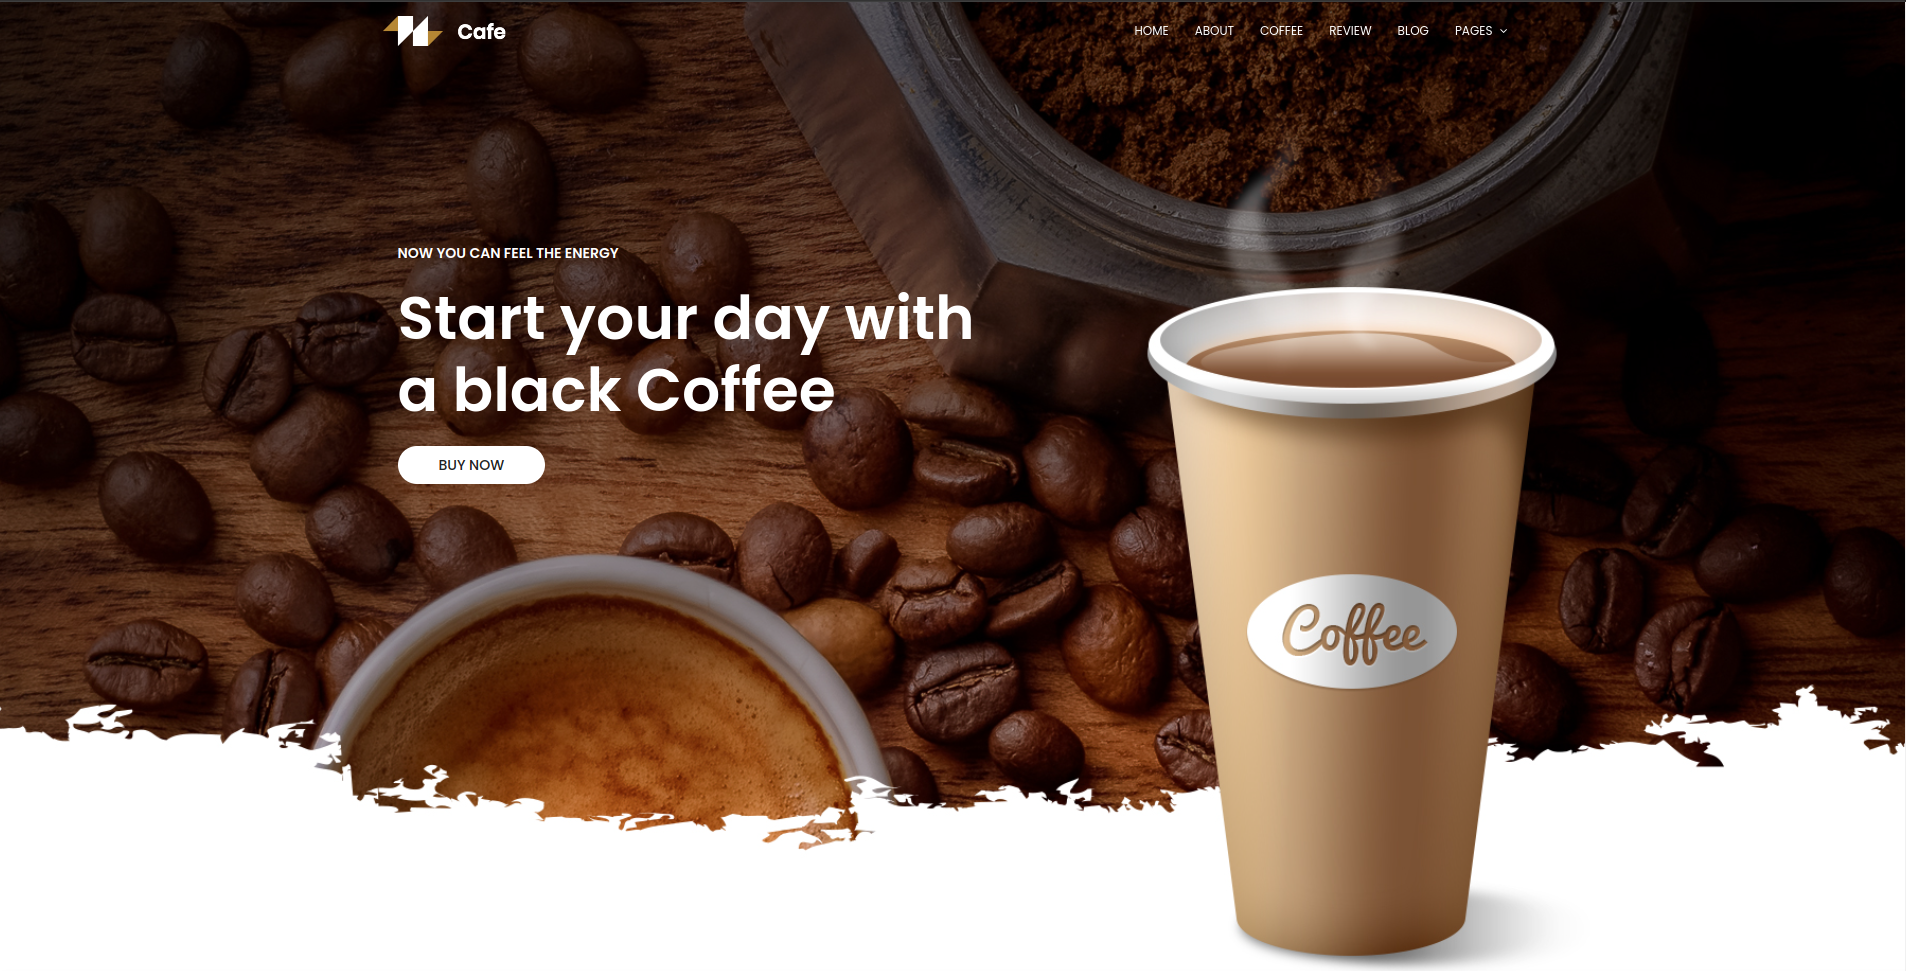 Cafe
HOME ABOUT COFFEE REVIEW BLOG PAGES
NOW YOU CAN FEEL THE ENERGY
Start your day with
a black Coffee
BUY NOW
Coffee